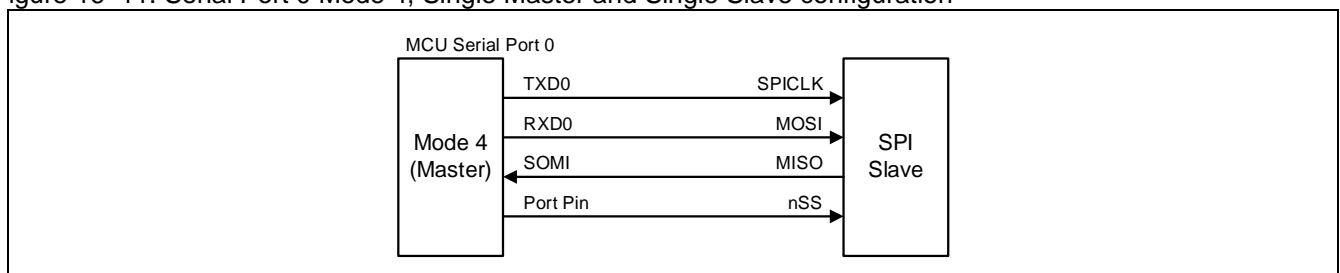 MCU Serial Port 0
TXD0 SPICLK
RXD0 MOSI
Mode 4
(Master)
SOMI MISO
SPI
Slave
Port Pin nSS